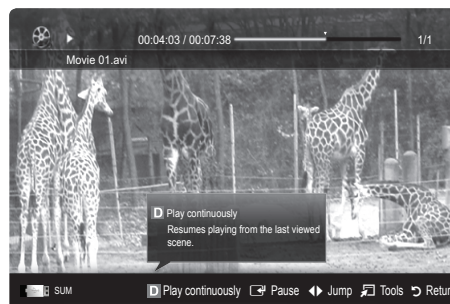 00:04:03 / 00:07:38 1/1
Movie 01.avi
D Play continuously
Resumes playing from the last viewed
scene.
SUM D Play continuously Pause Jump Tools Return